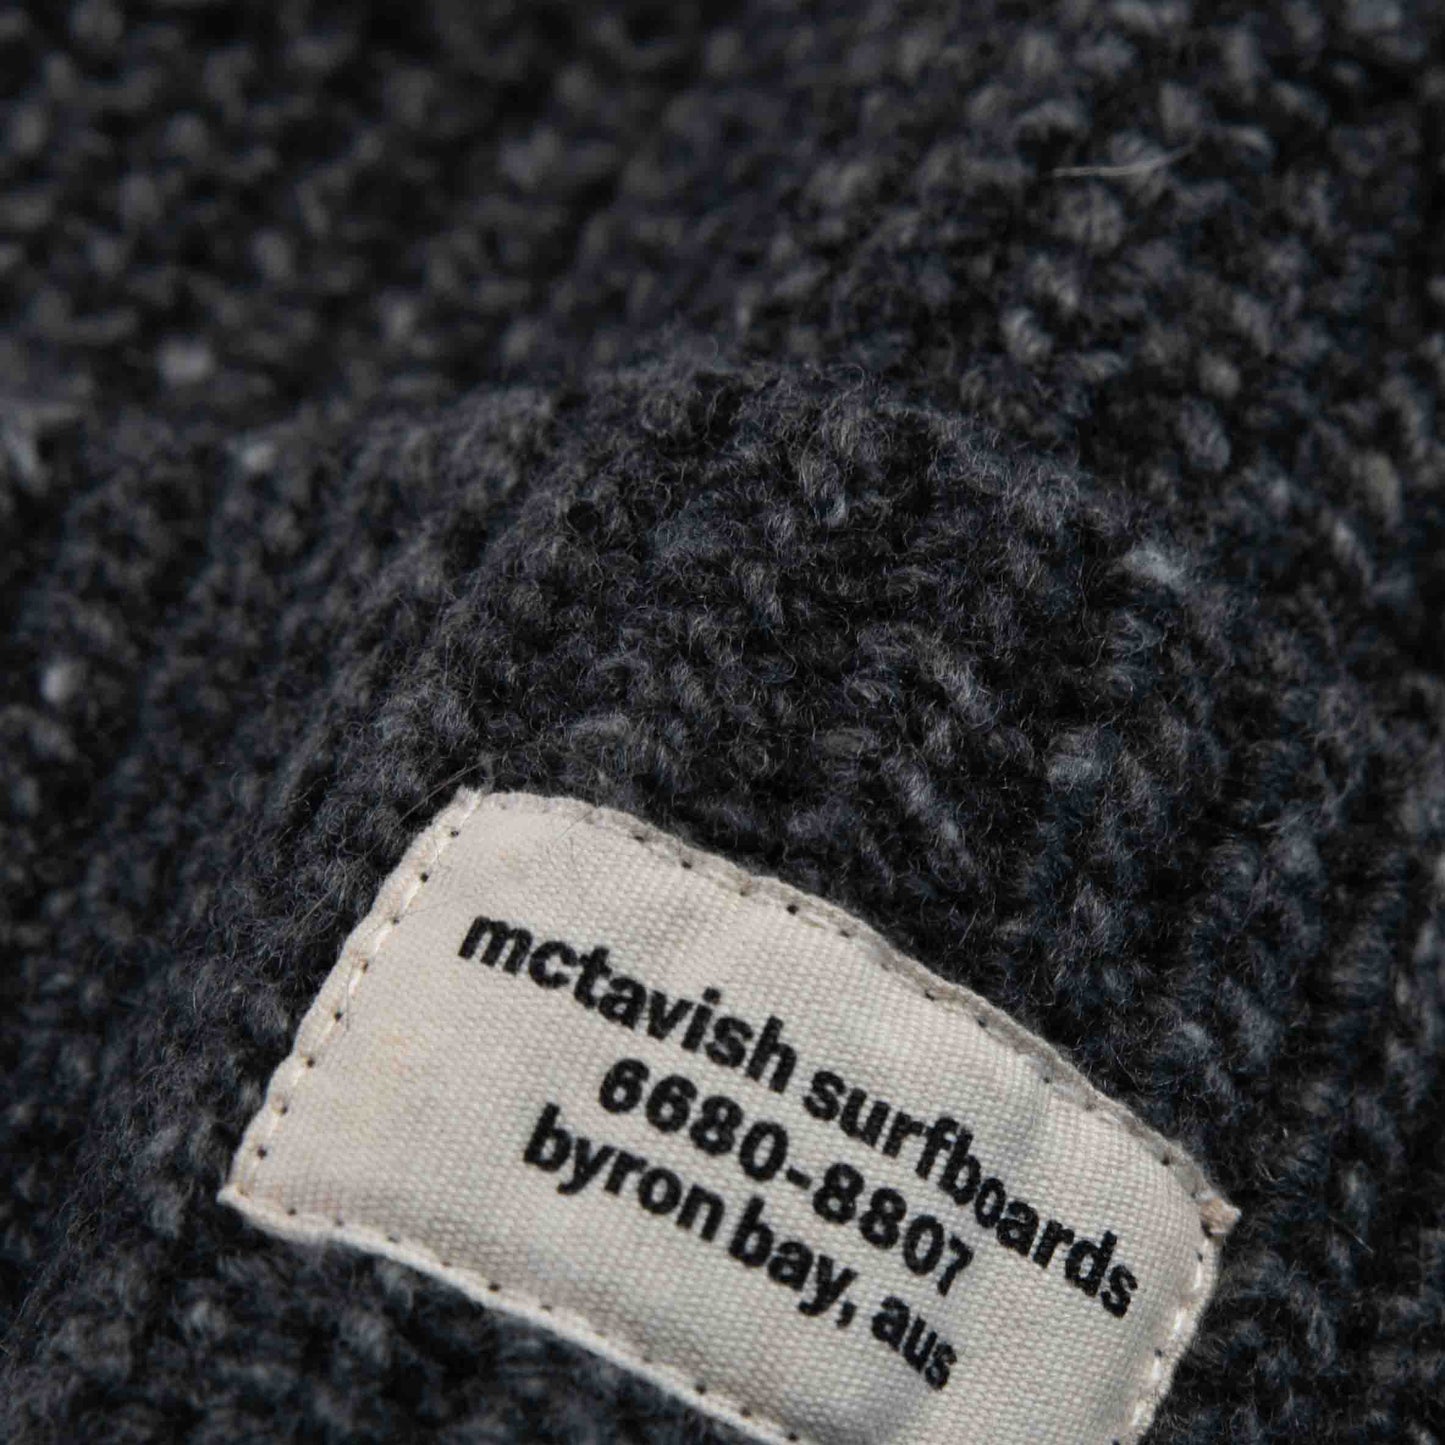 mctavish surfboards
6680-8807
byron bay, aus